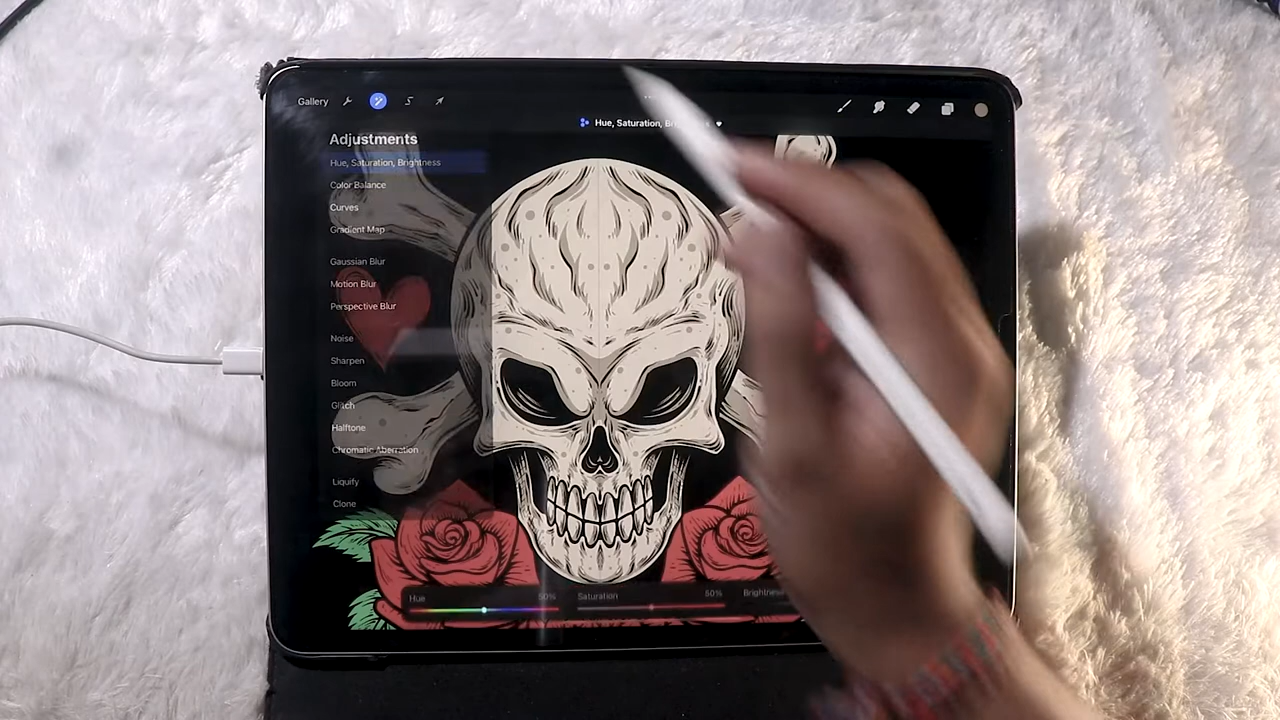 Gallery
Hue, Saturation, Br
Adjustments
Hue, Saturation, Brightness
Color Balance
Curves
Gradient Map
Gaussian Blur
Motion Blur
Perspective Blur
Noise
Sharpen
Bloom
Glitch
Halftone
Chromatic Aberration
Liquify
Clone
Hue 50% Saturation 50% Brightness